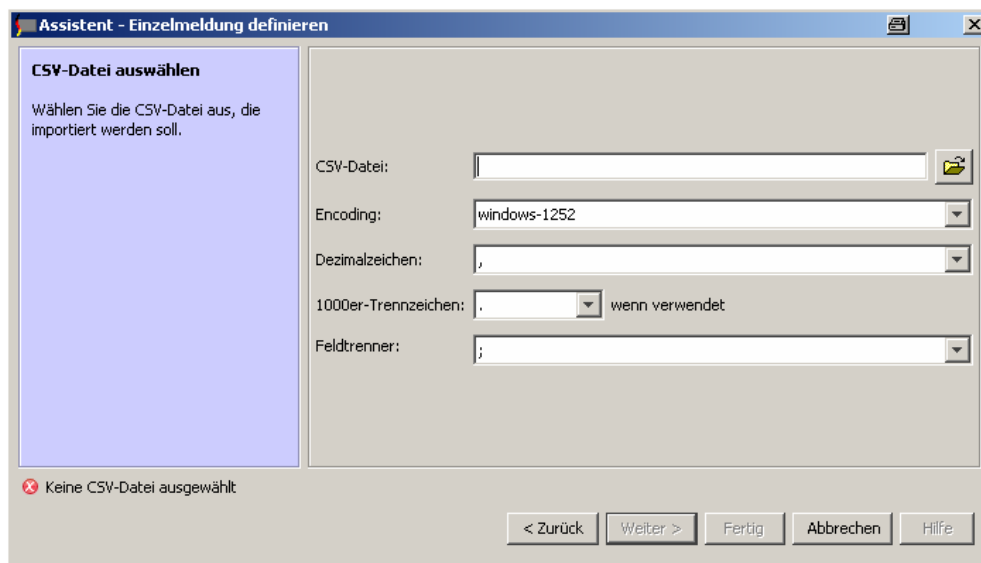 Assistent - Einzelmeldung definieren
CSV-Datei auswählen
Wählen Sie die CSV-Datei aus, die
importiert werden soll.
CSV-Datei:
Encoding: windows-1252
Dezimalzeichen: ,
1000er-Trennzeichen: . wenn verwendet
Feldtrenner: ;
Keine CSV-Datei ausgewählt
< Zurück Weiter > Fertig Abbrechen Hilfe